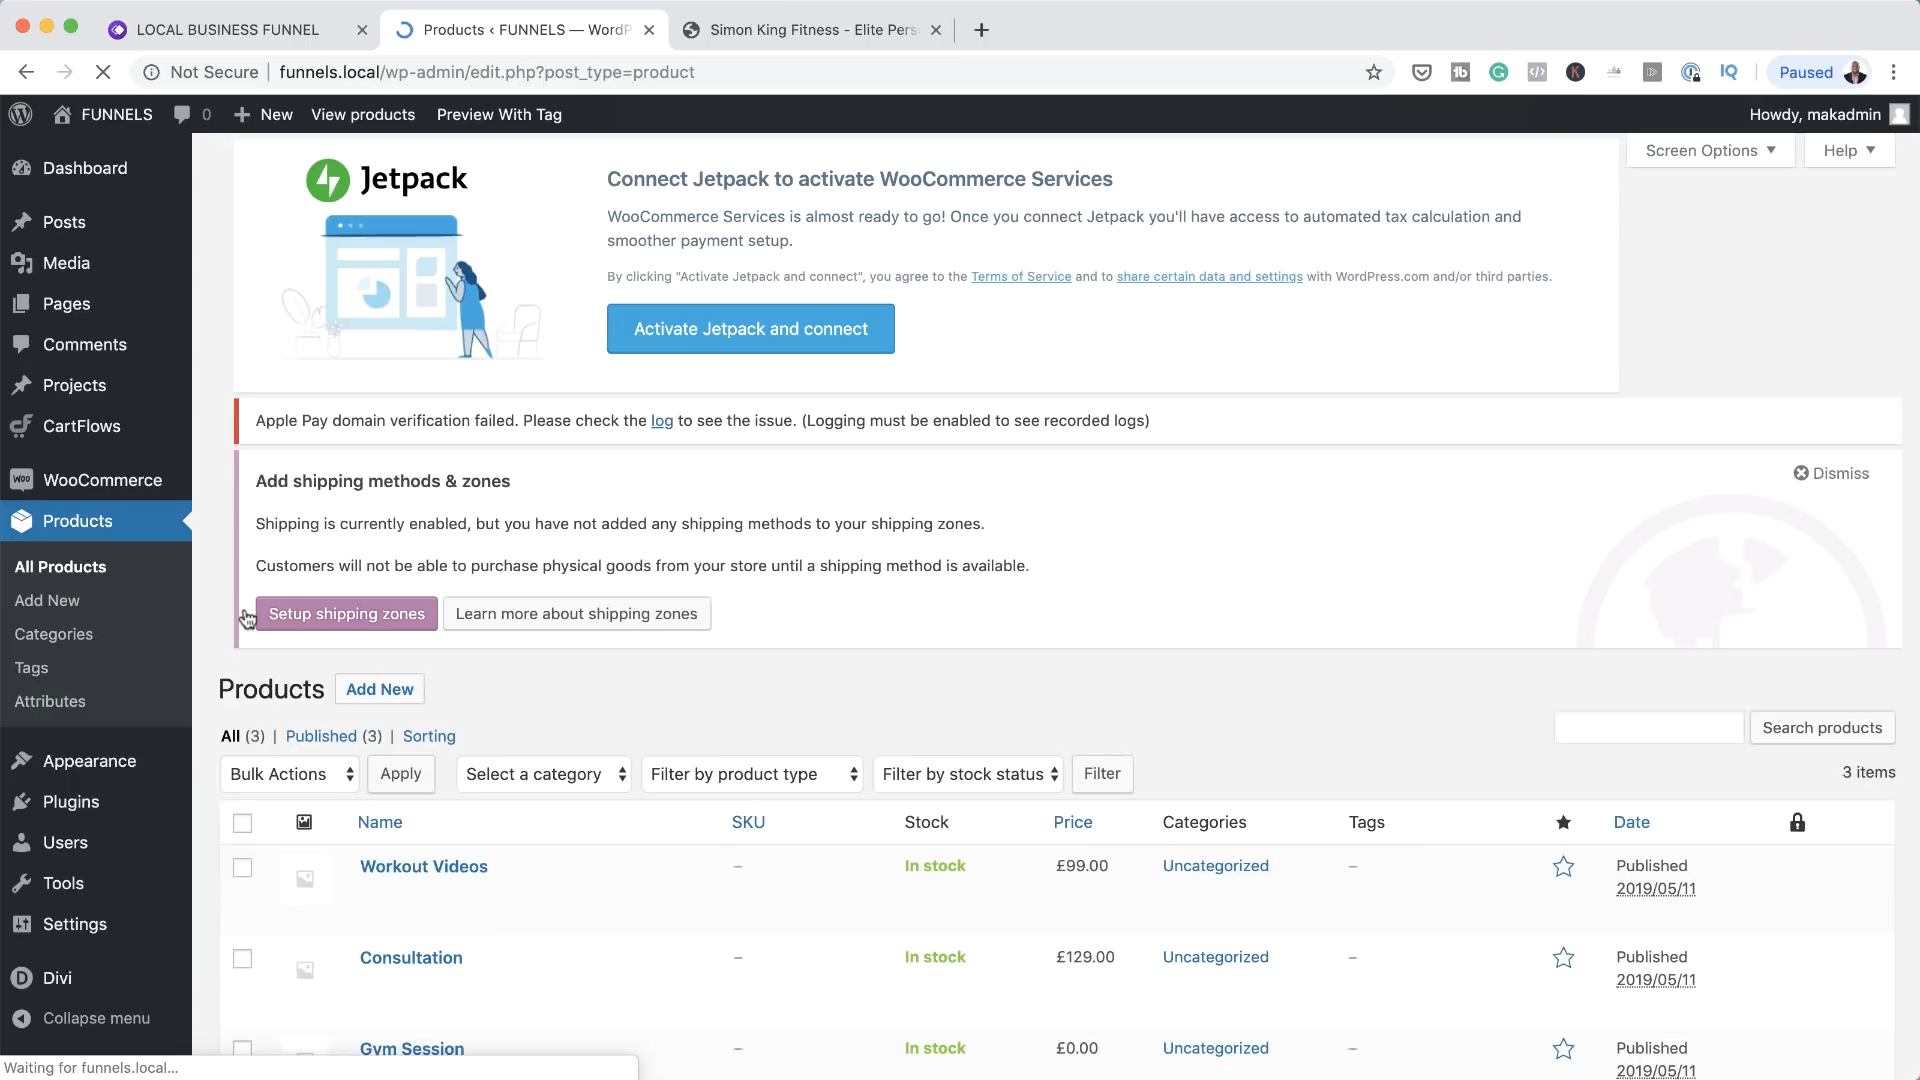 LOCAL BUSINESS FUNNEL
Products ‹ FUNNELS — WordP
Simon King Fitness - Elite Pers
Not Secure | funnels.local/wp-admin/edit.php?post_type=product
Paused
FUNNELS
0
New
View products
Preview With Tag
Howdy, makadmin
Screen Options
Help
Dashboard
Posts
Media
Pages
Comments
Projects
CartFlows
WooCommerce
Products
All Products
Add New
Categories
Tags
Attributes
Appearance
Plugins
Users
Tools
Settings
Divi
Collapse menu
Jetpack
Connect Jetpack to activate WooCommerce Services
WooCommerce Services is almost ready to go! Once you connect Jetpack you'll have access to automated tax calculation and
smoother payment setup.
By clicking "Activate Jetpack and connect", you agree to the Terms of Service and to share certain data and settings with WordPress.com and/or third parties.
Activate Jetpack and connect
Apple Pay domain verification failed. Please check the log to see the issue. (Logging must be enabled to see recorded logs)
Add shipping methods & zones
Dismiss
Shipping is currently enabled, but you have not added any shipping methods to your shipping zones.
Customers will not be able to purchase physical goods from your store until a shipping method is available.
Setup shipping zones
Learn more about shipping zones
Products
Add New
All (3) | Published (3) | Sorting
Search products
Bulk Actions
Apply
Select a category
Filter by product type
Filter by stock status
Filter
3 items
Name SKU Stock Price Categories Tags Date
Workout Videos – In stock £99.00 Uncategorized – Published
2019/05/11
Consultation – In stock £129.00 Uncategorized – Published
2019/05/11
Gym Session – In stock £0.00 Uncategorized – Published
2019/05/11
Waiting for funnels.local...